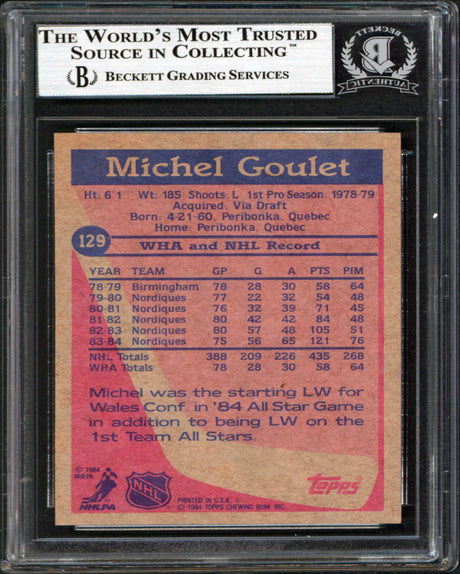 THE WORLD'S MOST TRUSTED
SOURCE IN COLLECTING™
B BECKETT GRADING SERVICES
BECKETT
B
AUTHENTIC
Michel Goulet
Ht: 6 1 Wt: 185 Shoots: L 1st Pro Season: 1978-79
Acquired: Via Draft
Born: 4-21-60, Peribonka, Quebec
Home: Peribonka, Quebec
129
WHA and NHL Record
YEAR TEAM GP G A PTS PIM
78-79 Birmingham 78 28 30 58 64
79-80 Nordiques 77 22 32 54 48
80-81 Nordiques 76 32 39 71 45
81-82 Nordiques 80 42 42 84 48
82-83 Nordiques 80 57 48 105 51
83-84 Nordiques 75 56 65 121 76
NHL Totals 388 209 226 435 268
WHA Totals 78 28 30 58 64
Michel was the starting LW for
Wales Conf. in '84 All Star Game
in addition to being LW on the
1st Team All Stars.
© 1984
NHLPA
NHLPA
NHL
PRINTED IN U.S.A.
© 1984 TOPPS CHEWING GUM, INC.
topps